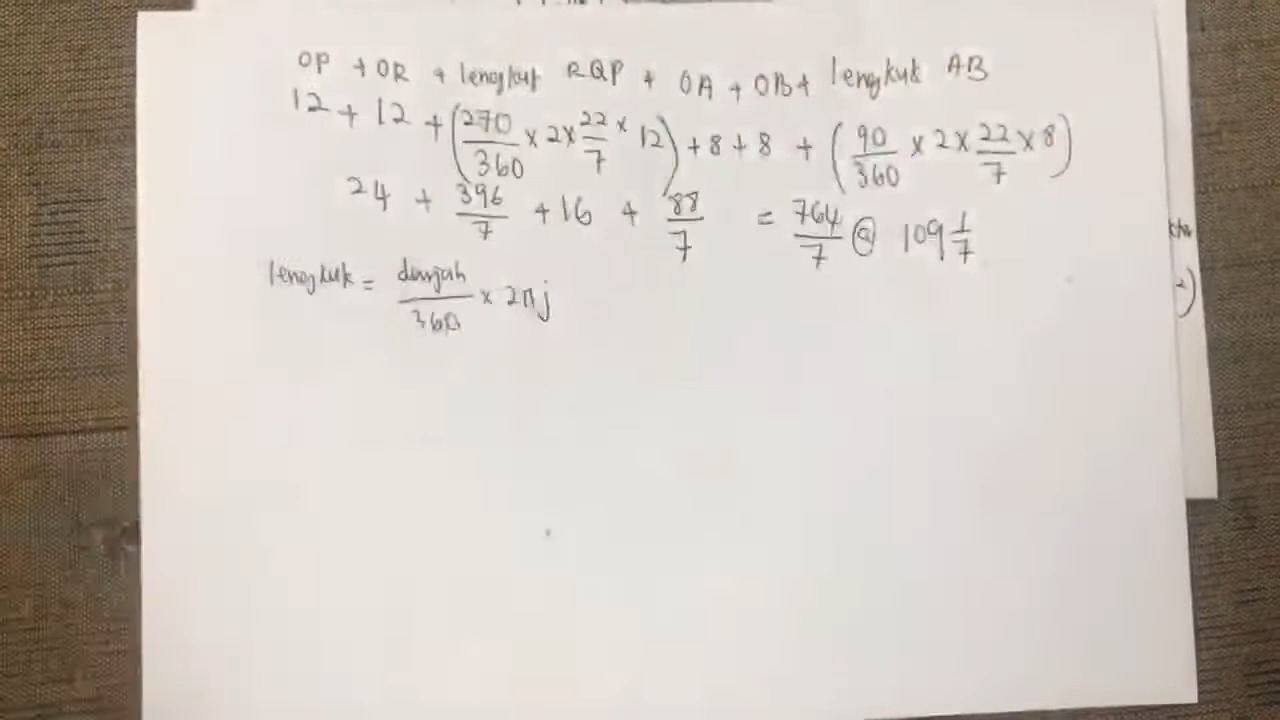 OP + OR + lengkuk RQP + OA + OB + lengkuk AB
12 + 12 + (270/360 × 2 × 22/7 × 12) + 8 + 8 + (90/360 × 2 × 22/7 × 8)
24 + 396/7 + 16 + 88/7 = 764/7 @ 109 1/7
lengkuk = darjah/360 × 2πj